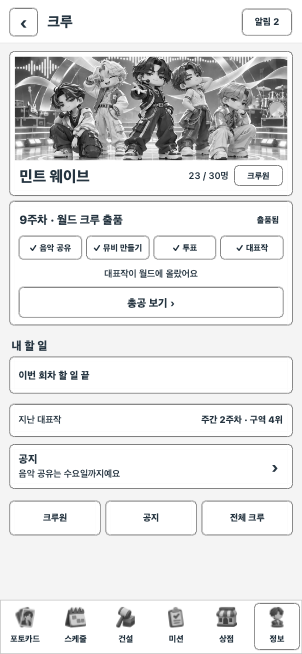 ‹ 크루 알림 2
민트 웨이브 23 / 30명 크루원
9주차 · 월드 크루 출품 출품됨
✓ 음악 공유 ✓ 뮤비 만들기 ✓ 투표 ✓ 대표작
대표작이 월드에 올랐어요
총공 보기 ›
내 할 일
이번 회차 할 일 끝
지난 대표작 주간 2주차 · 구역 4위
공지
음악 공유는 수요일까지예요 ›
크루원 공지 전체 크루
포토카드 스케줄 건설 미션 상점 정보